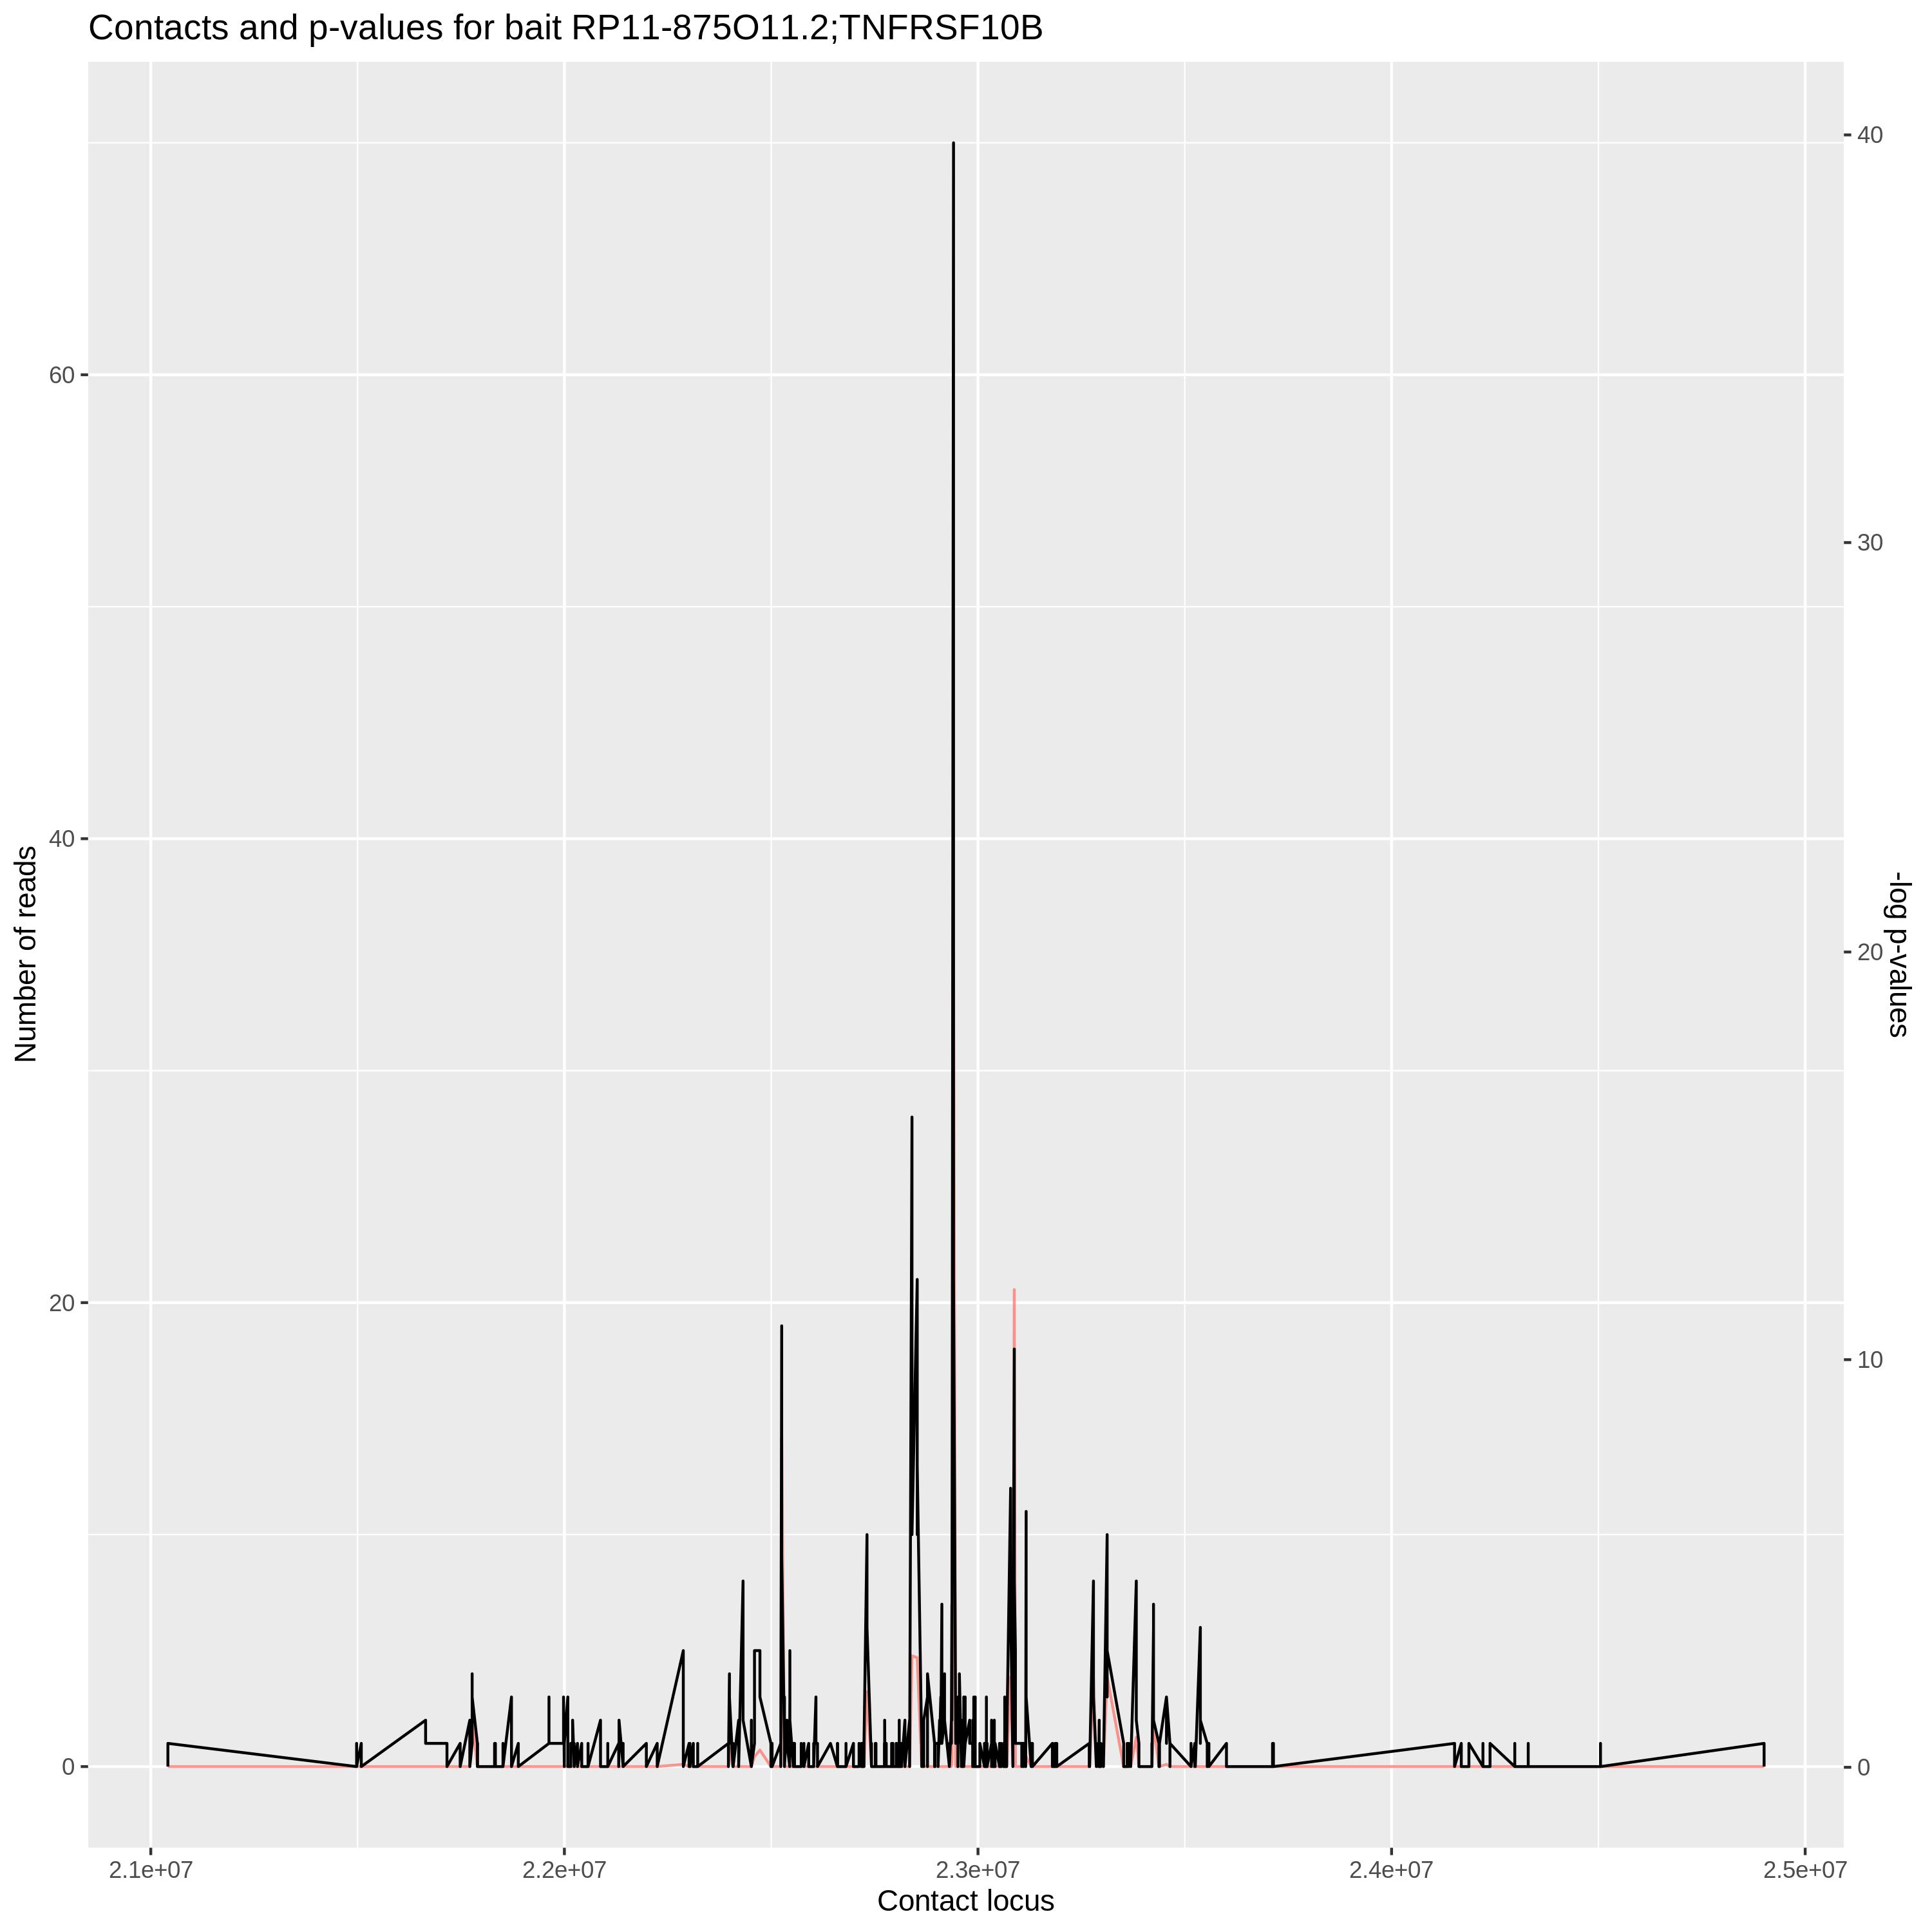 Contacts and p-values for bait RP11-875O11.2;TNFRSF10B
40
60
30
40
Number of reads
-log p-values
20
20
10
0
0
2.1e+07 2.2e+07 2.3e+07 2.4e+07 2.5e+07
Contact locus